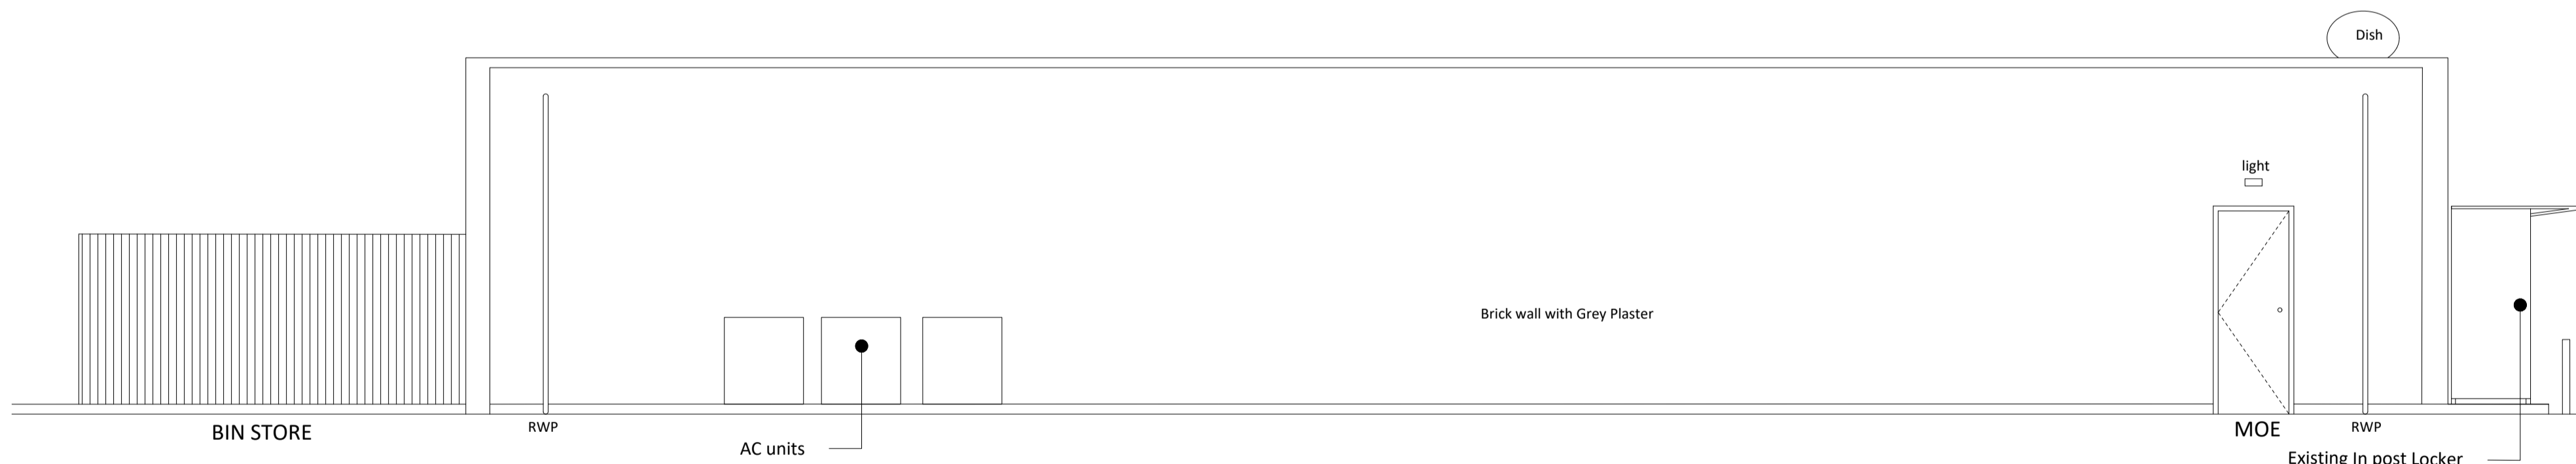 Dish
light
Brick wall with Grey Plaster
BIN STORE
RWP
AC units
MOE
RWP
Existing In post Locker